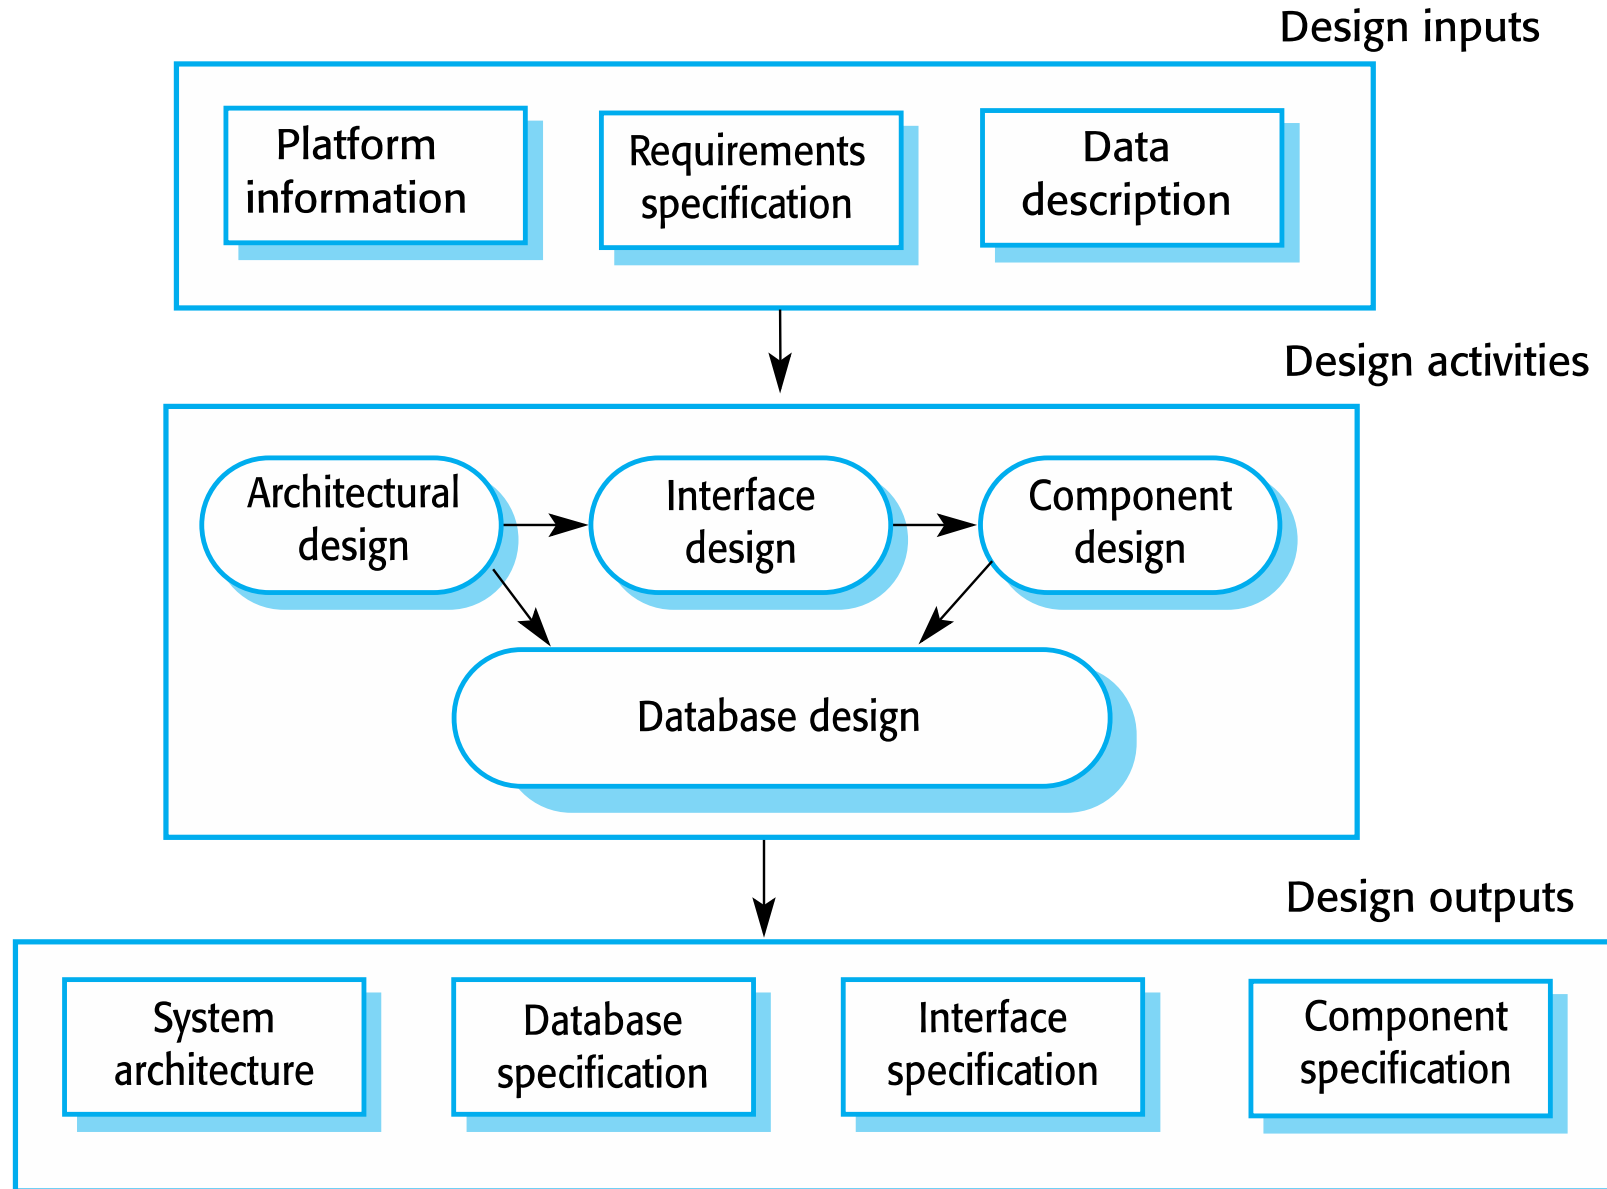 Design inputs
Platform
information
Requirements
specification
Data
description
Design activities
Architectural
design
Interface
design
Component
design
Database design
Design outputs
System
architecture
Database
specification
Interface
specification
Component
specification